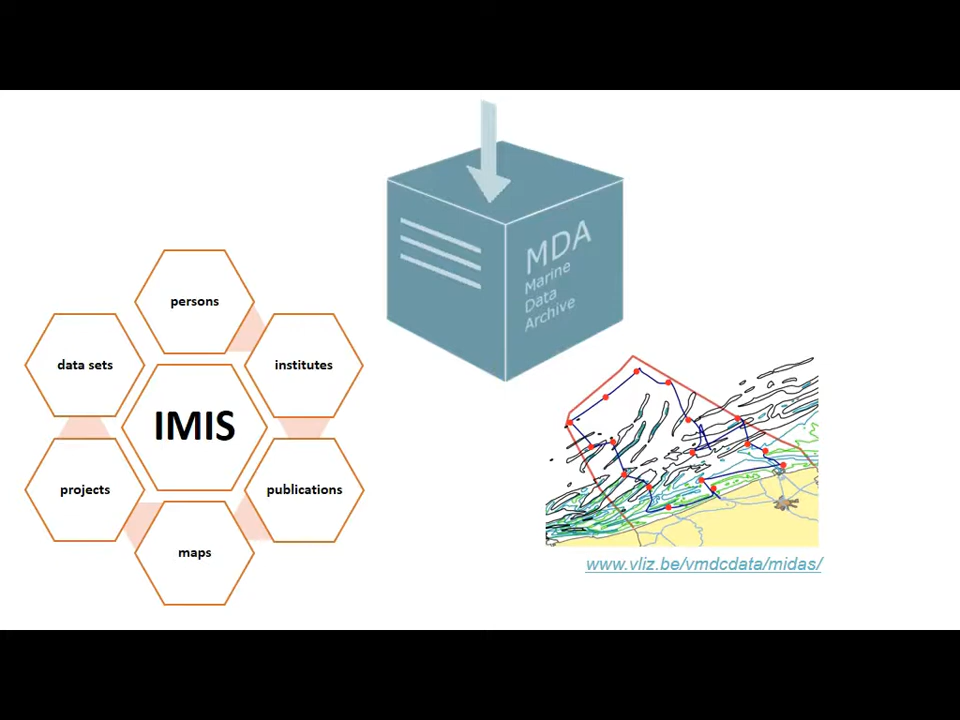 MDA
Marine
Data
Archive
persons
data sets
institutes
IMIS
projects
publications
maps
www.vliz.be/vmdcdata/midas/